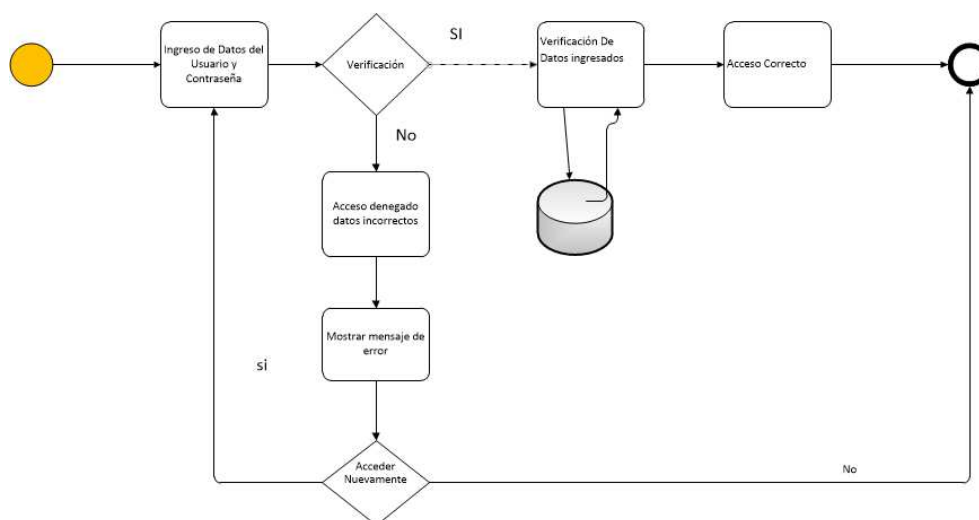 Ingreso de Datos del
Usuario y
Contraseña
Verificación
SI
Verificación De
Datos ingresados
Acceso Correcto
No
Acceso denegado
datos incorrectos
Mostrar mensaje de
error
si
Acceder
Nuevamente
No